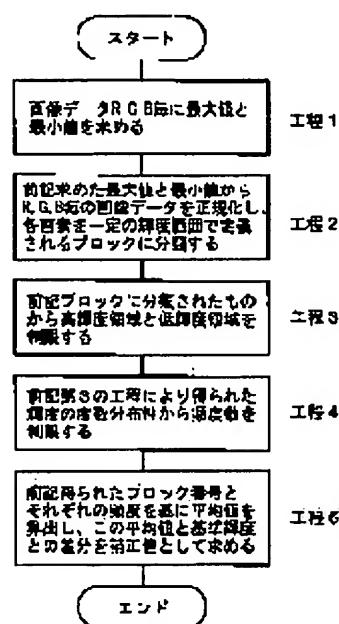 スタート
画像データR,G,B毎に最大値と
最小値を求める
工程1
前記求めた最大値と最小値から
R,G,B毎の画像データを正規化し、
各画素を一定の輝度範囲で定義
されるブロックに分割する
工程2
前記ブロックに分割されたもの
から高輝度領域と低輝度領域を
制限する
工程3
前記第3の工程により得られた
輝度の度数分布
から
度数を
制限する
工程4
前記得られたブロック番号と
それぞれの頻度を基に平均値を
算出し、この平均値と基準輝度
との差分を補正値として求める
工程5
エンド